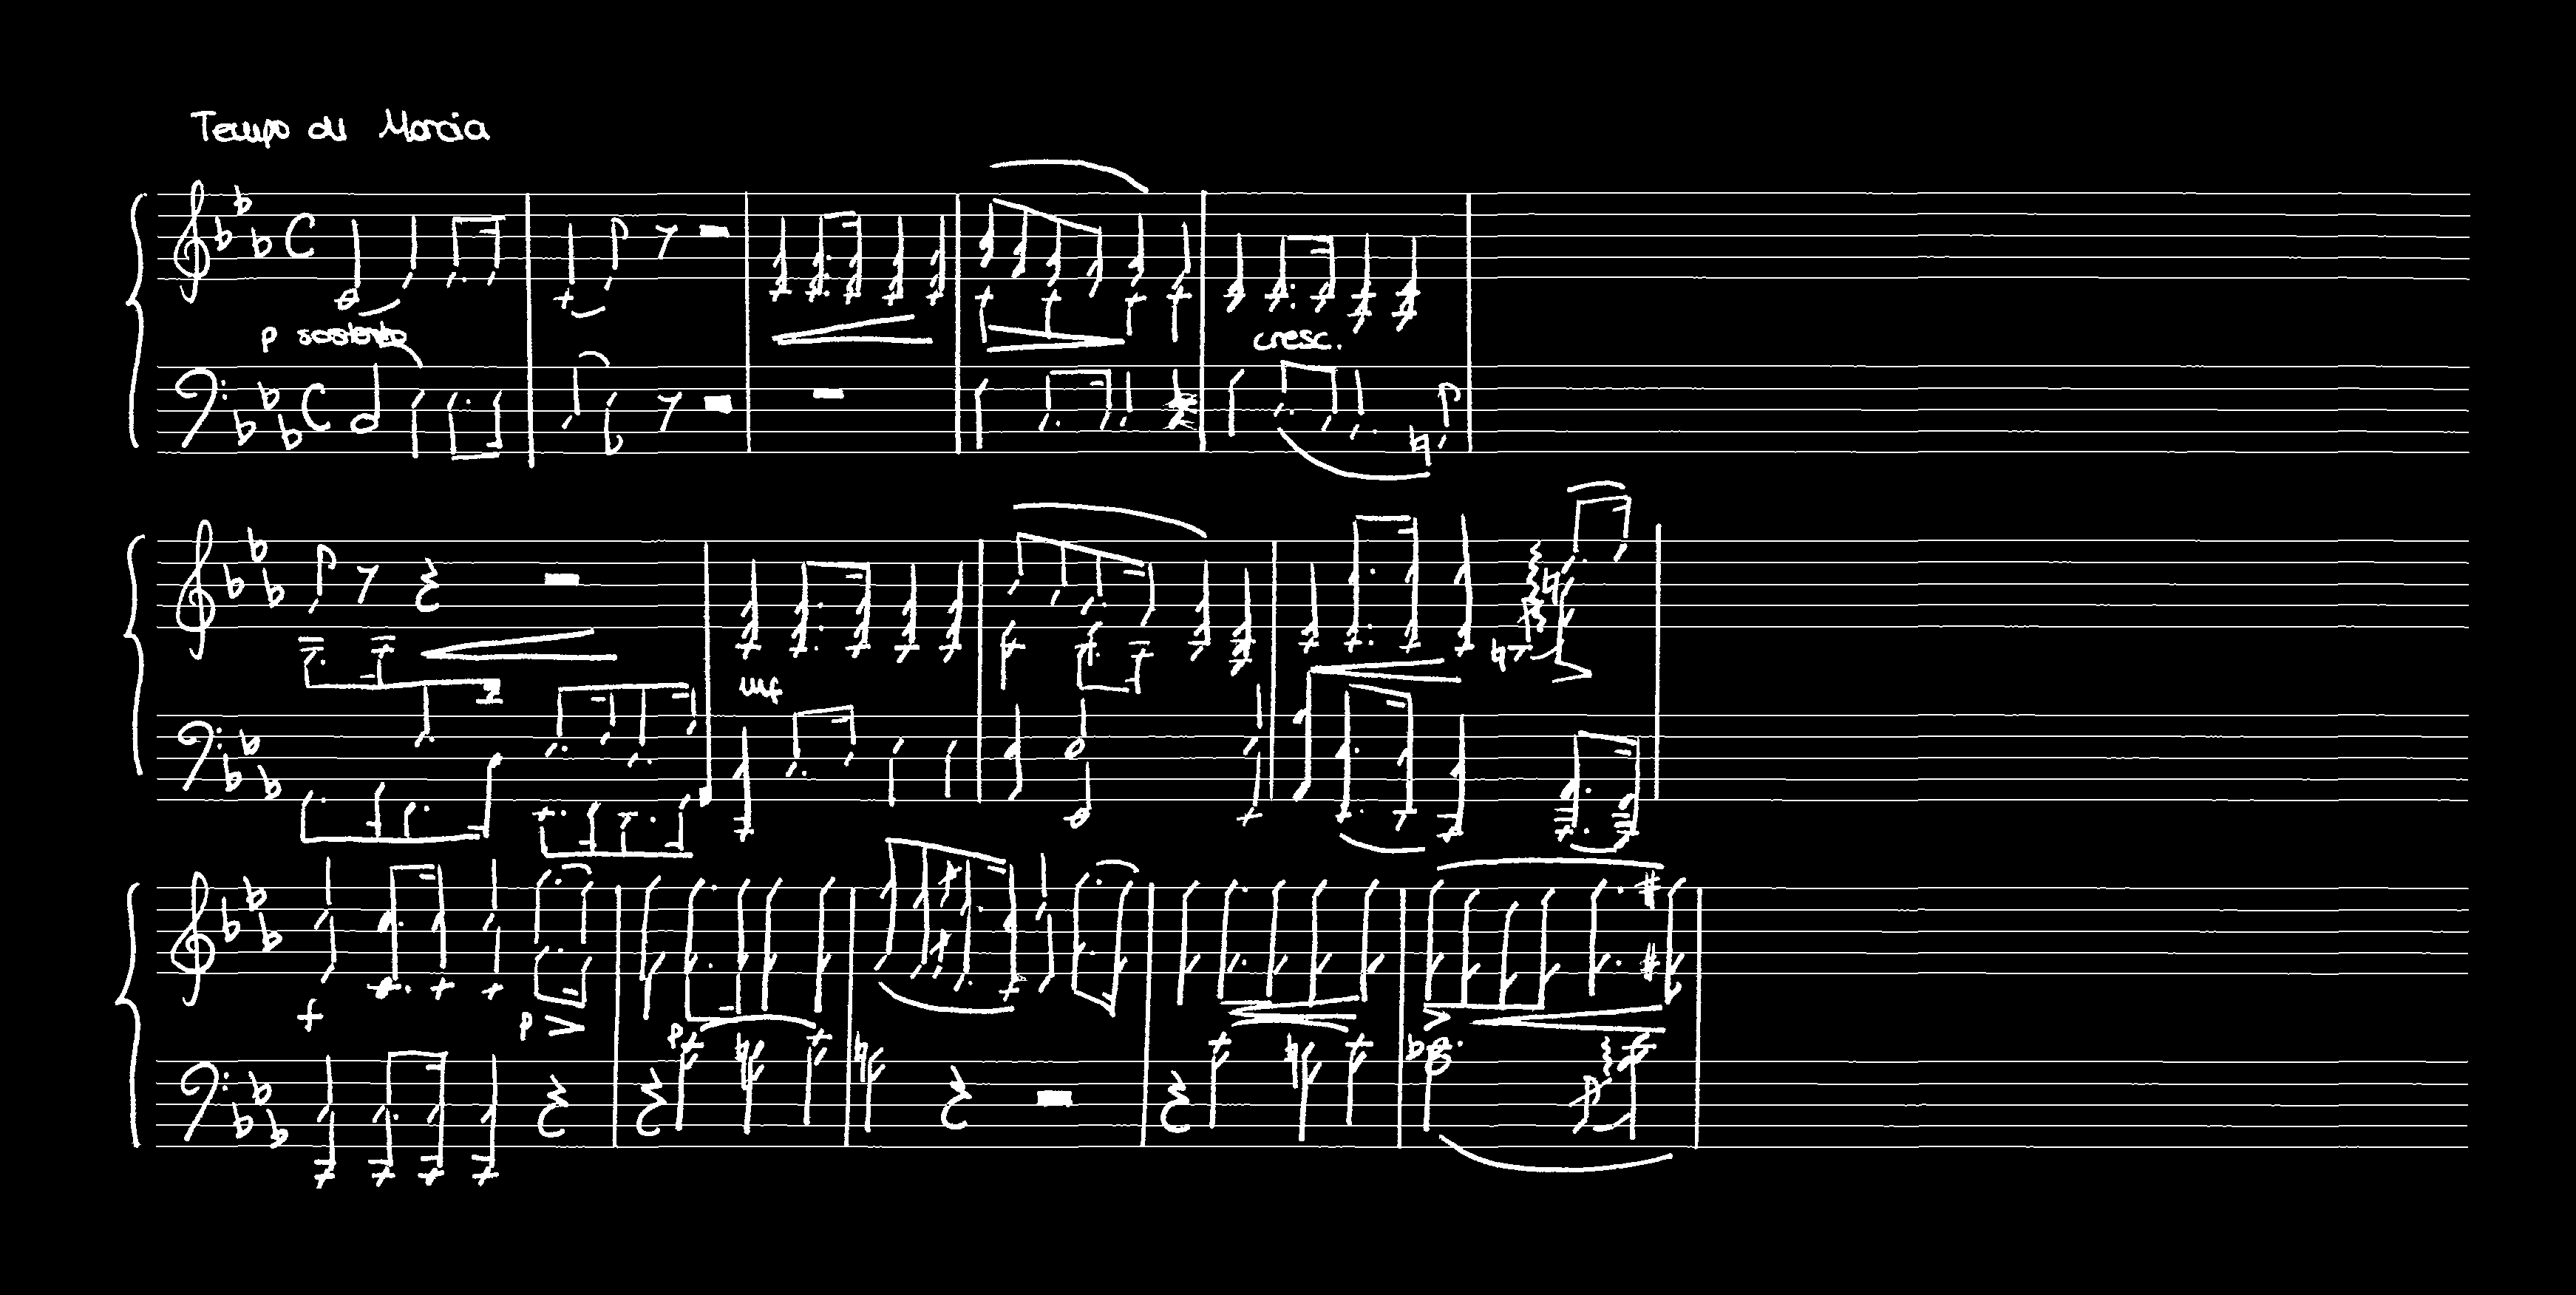 Tempo di Marcia
p sostenuto
cresc.
mf
f
p
p